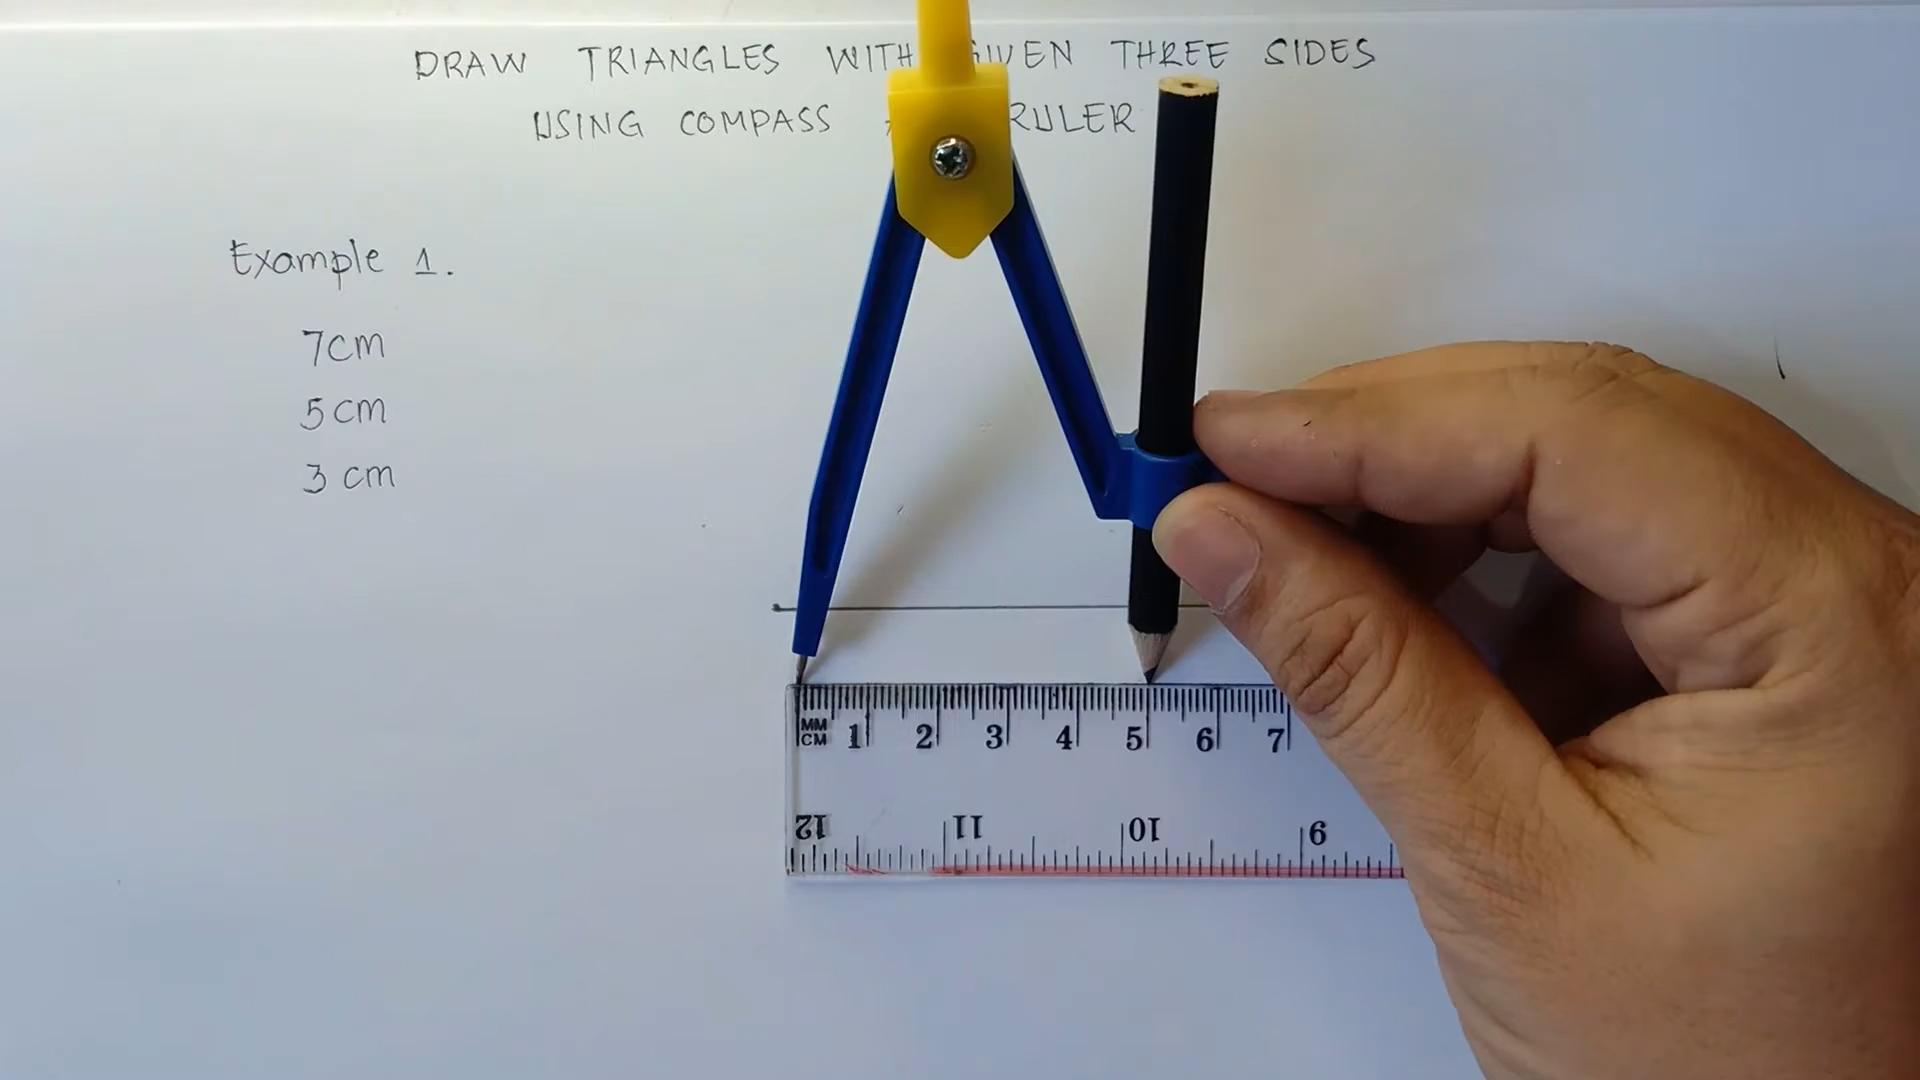 DRAW TRIANGLES WITH GIVEN THREE SIDES
USING COMPASS RULER
Example 1.
7cm
5cm
3 cm
MM
CM 1 2 3 4 5 6 7
12 11 10 9